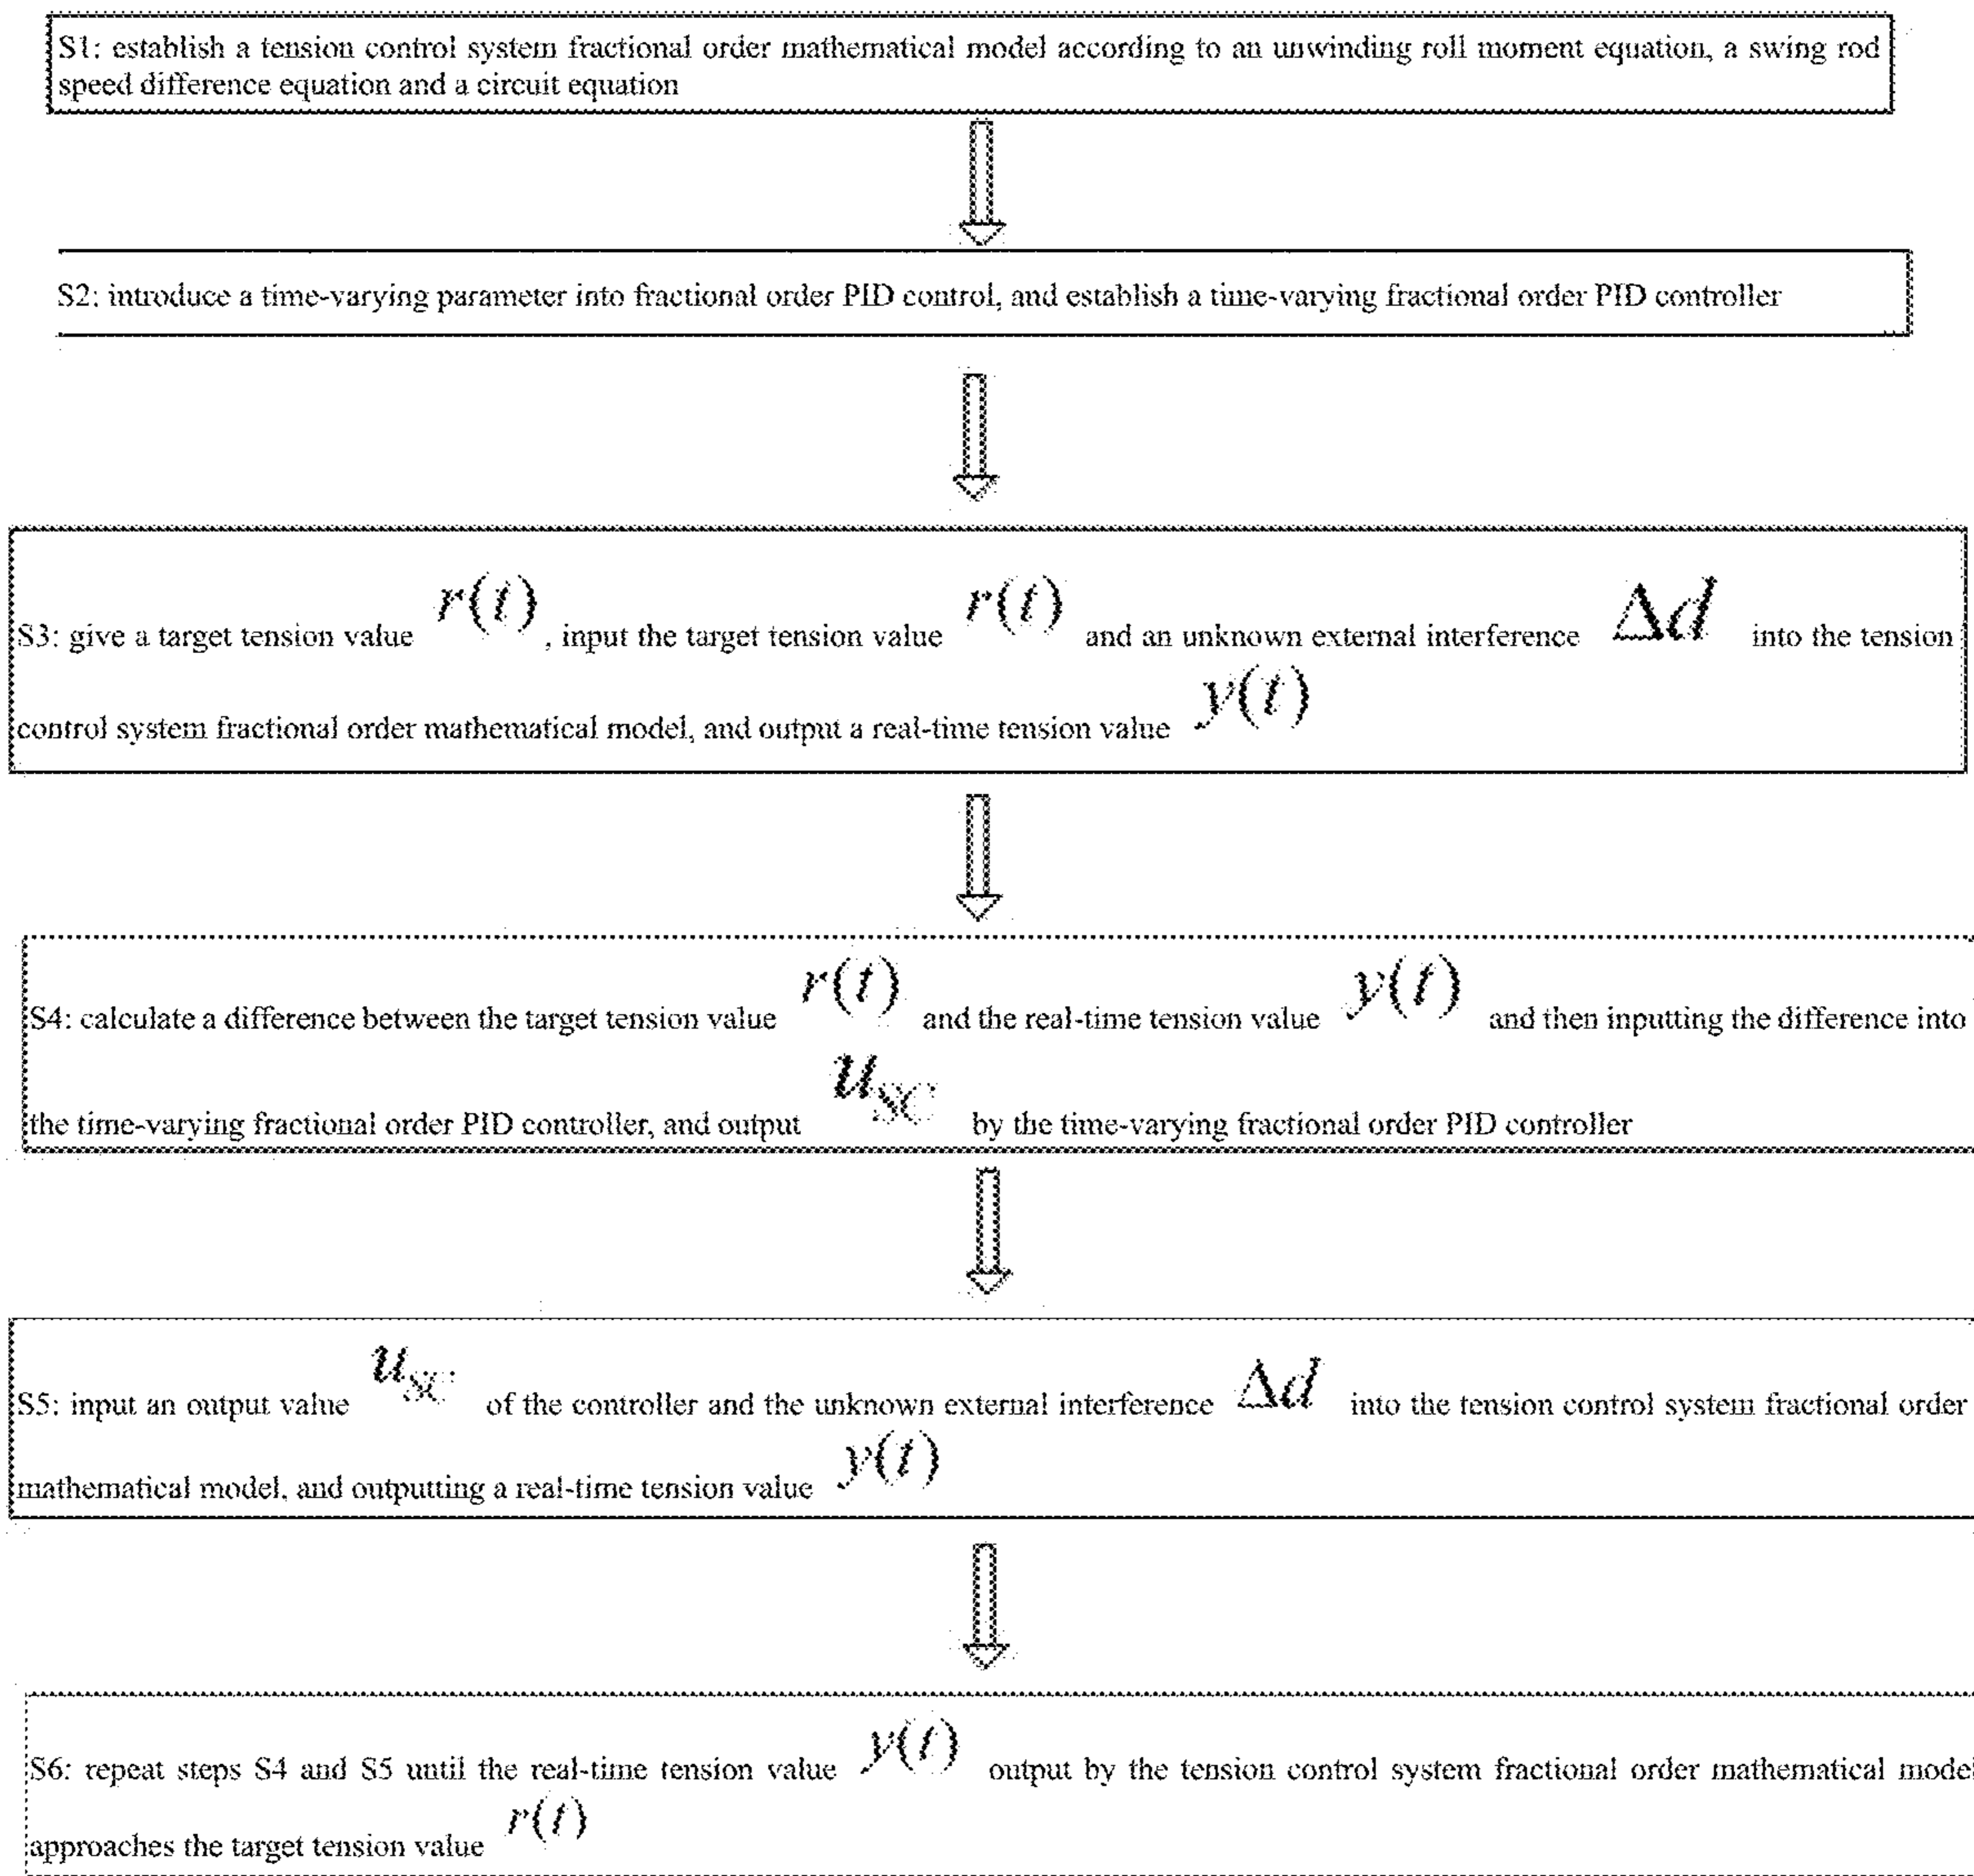 S1: establish a tension control system fractional order mathematical model according to an unwinding roll moment equation, a swing rod
speed difference equation and a circuit equation
S2: introduce a time-varying parameter into fractional order PID control, and establish a time-varying fractional order PID controller
S3: give a target tension value r(t), input the target tension value r(t) and an unknown external interference Δd into the tension
control system fractional order mathematical model, and output a real-time tension value y(t)
S4: calculate a difference between the target tension value r(t) and the real-time tension value y(t) and then inputting the difference into
the time-varying fractional order PID controller, and output u_SC by the time-varying fractional order PID controller
S5: input an output value u_SC of the controller and the unknown external interference Δd into the tension control system fractional order
mathematical model, and outputting a real-time tension value y(t)
S6: repeat steps S4 and S5 until the real-time tension value y(t) output by the tension control system fractional order mathematical model
approaches the target tension value r(t)